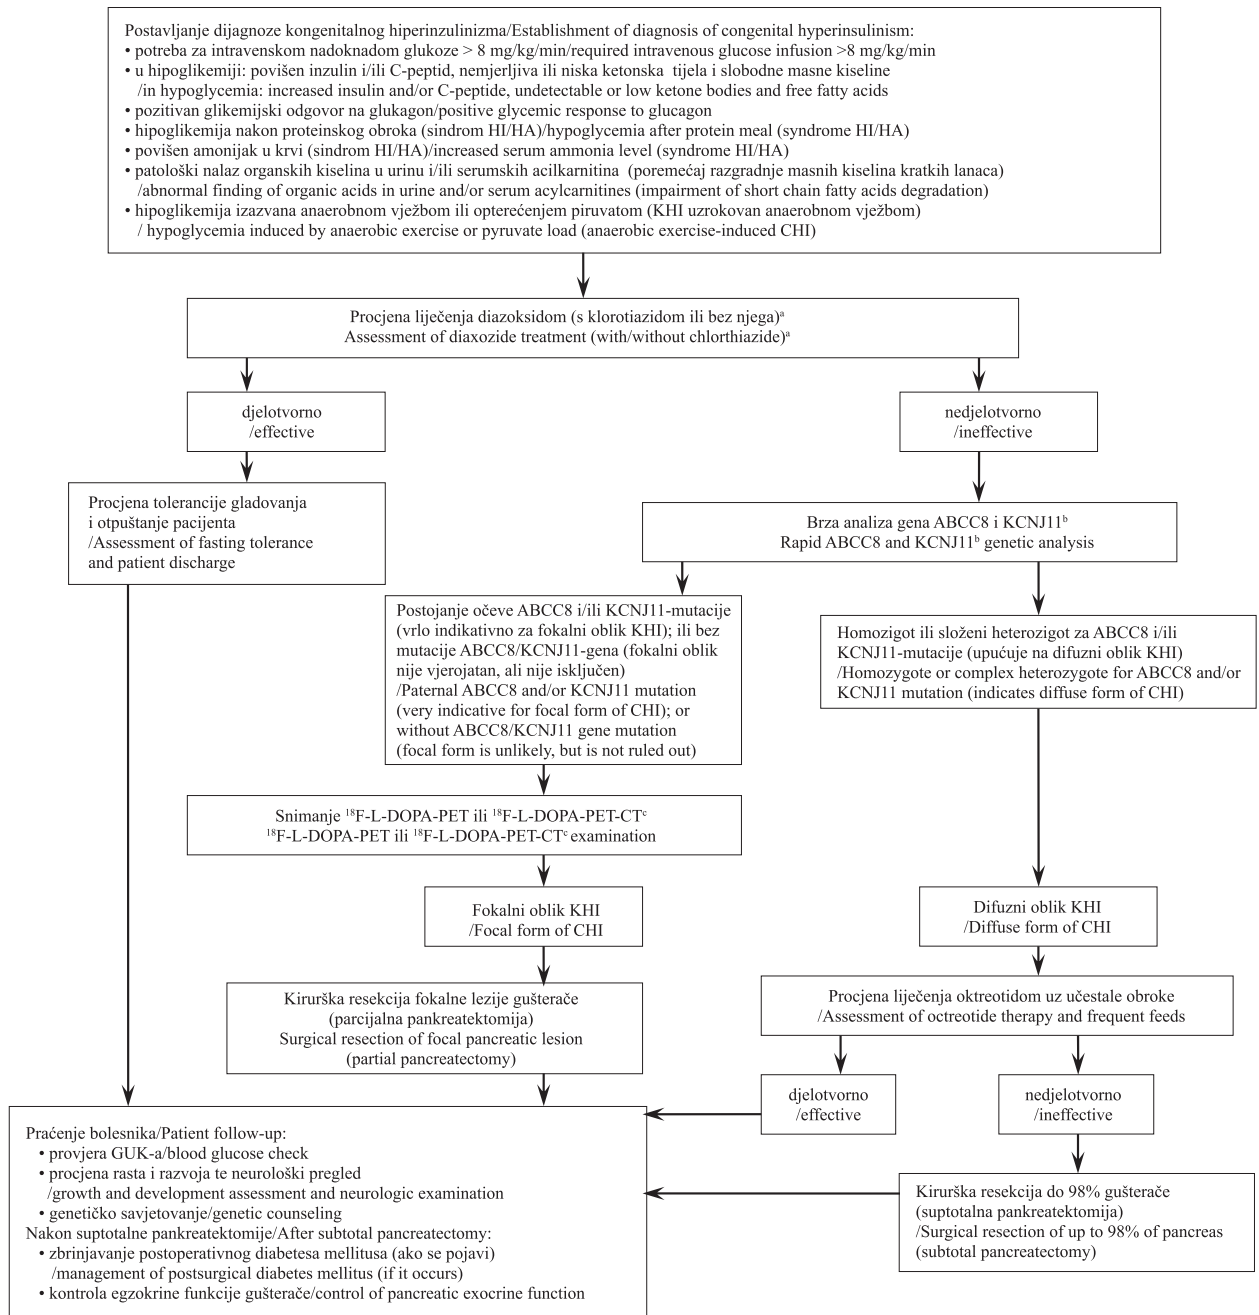 Postavljanje dijagnoze kongenitalnog hiperinzulinizma/Establishment of diagnosis of congenital hyperinsulinism:
• potreba za intravenskom nadoknadom glukoze > 8 mg/kg/min/required intravenous glucose infusion >8 mg/kg/min
• u hipoglikemiji: povišen inzulin i/ili C-peptid, nemjerljiva ili niska ketonska tijela i slobodne masne kiseline
/in hypoglycemia: increased insulin and/or C-peptide, undetectable or low ketone bodies and free fatty acids
• pozitivan glikemijski odgovor na glukagon/positive glycemic response to glucagon
• hipoglikemija nakon proteinskog obroka (sindrom HI/HA)/hypoglycemia after protein meal (syndrome HI/HA)
• povišen amonijak u krvi (sindrom HI/HA)/increased serum ammonia level (syndrome HI/HA)
• patološki nalaz organskih kiselina u urinu i/ili serumskih acilkarnitina (poremećaj razgradnje masnih kiselina kratkih lanaca)
/abnormal finding of organic acids in urine and/or serum acylcarnitines (impairment of short chain fatty acids degradation)
• hipoglikemija izazvana anaerobnom vježbom ili opterećenjem piruvatom (KHI uzrokovan anaerobnom vježbom)
/ hypoglycemia induced by anaerobic exercise or pyruvate load (anaerobic exercise-induced CHI)
Procjena liječenja diazoksidom (s klorotiazidom ili bez njega)ᵃ
Assessment of diaxozide treatment (with/without chlorthiazide)ᵃ
djelotvorno
/effective
nedjelotvorno
/ineffective
Procjena tolerancije gladovanja
i otpuštanje pacijenta
/Assessment of fasting tolerance
and patient discharge
Brza analiza gena ABCC8 i KCNJ11ᵇ
Rapid ABCC8 and KCNJ11ᵇ genetic analysis
Postojanje očeve ABCC8 i/ili KCNJ11-mutacije
(vrlo indikativno za fokalni oblik KHI); ili bez
mutacije ABCC8/KCNJ11-gena (fokalni oblik
nije vjerojatan, ali nije isključen)
/Paternal ABCC8 and/or KCNJ11 mutation
(very indicative for focal form of CHI); or
without ABCC8/KCNJ11 gene mutation
(focal form is unlikely, but is not ruled out)
Homozigot ili složeni heterozigot za ABCC8 i/ili
KCNJ11-mutacije (upućuje na difuzni oblik KHI)
/Homozygote or complex heterozygote for ABCC8 and/or
KCNJ11 mutation (indicates diffuse form of CHI)
Snimanje ¹⁸F-L-DOPA-PET ili ¹⁸F-L-DOPA-PET-CTᶜ
¹⁸F-L-DOPA-PET ili ¹⁸F-L-DOPA-PET-CTᶜ examination
Fokalni oblik KHI
/Focal form of CHI
Difuzni oblik KHI
/Diffuse form of CHI
Kirurška resekcija fokalne lezije gušterače
(parcijalna pankreatektomija)
Surgical resection of focal pancreatic lesion
(partial pancreatectomy)
Procjena liječenja oktreotidom uz učestale obroke
/Assessment of octreotide therapy and frequent feeds
djelotvorno
/effective
nedjelotvorno
/ineffective
Praćenje bolesnika/Patient follow-up:
• provjera GUK-a/blood glucose check
• procjena rasta i razvoja te neurološki pregled
/growth and development assessment and neurologic examination
• genetičko savjetovanje/genetic counseling
Nakon suptotalne pankreatektomije/After subtotal pancreatectomy:
• zbrinjavanje postoperativnog diabetesa mellitusa (ako se pojavi)
/management of postsurgical diabetes mellitus (if it occurs)
• kontrola egzokrine funkcije gušterače/control of pancreatic exocrine function
Kirurška resekcija do 98% gušterače
(suptotalna pankreatektomija)
/Surgical resection of up to 98% of pancreas
(subtotal pancreatectomy)